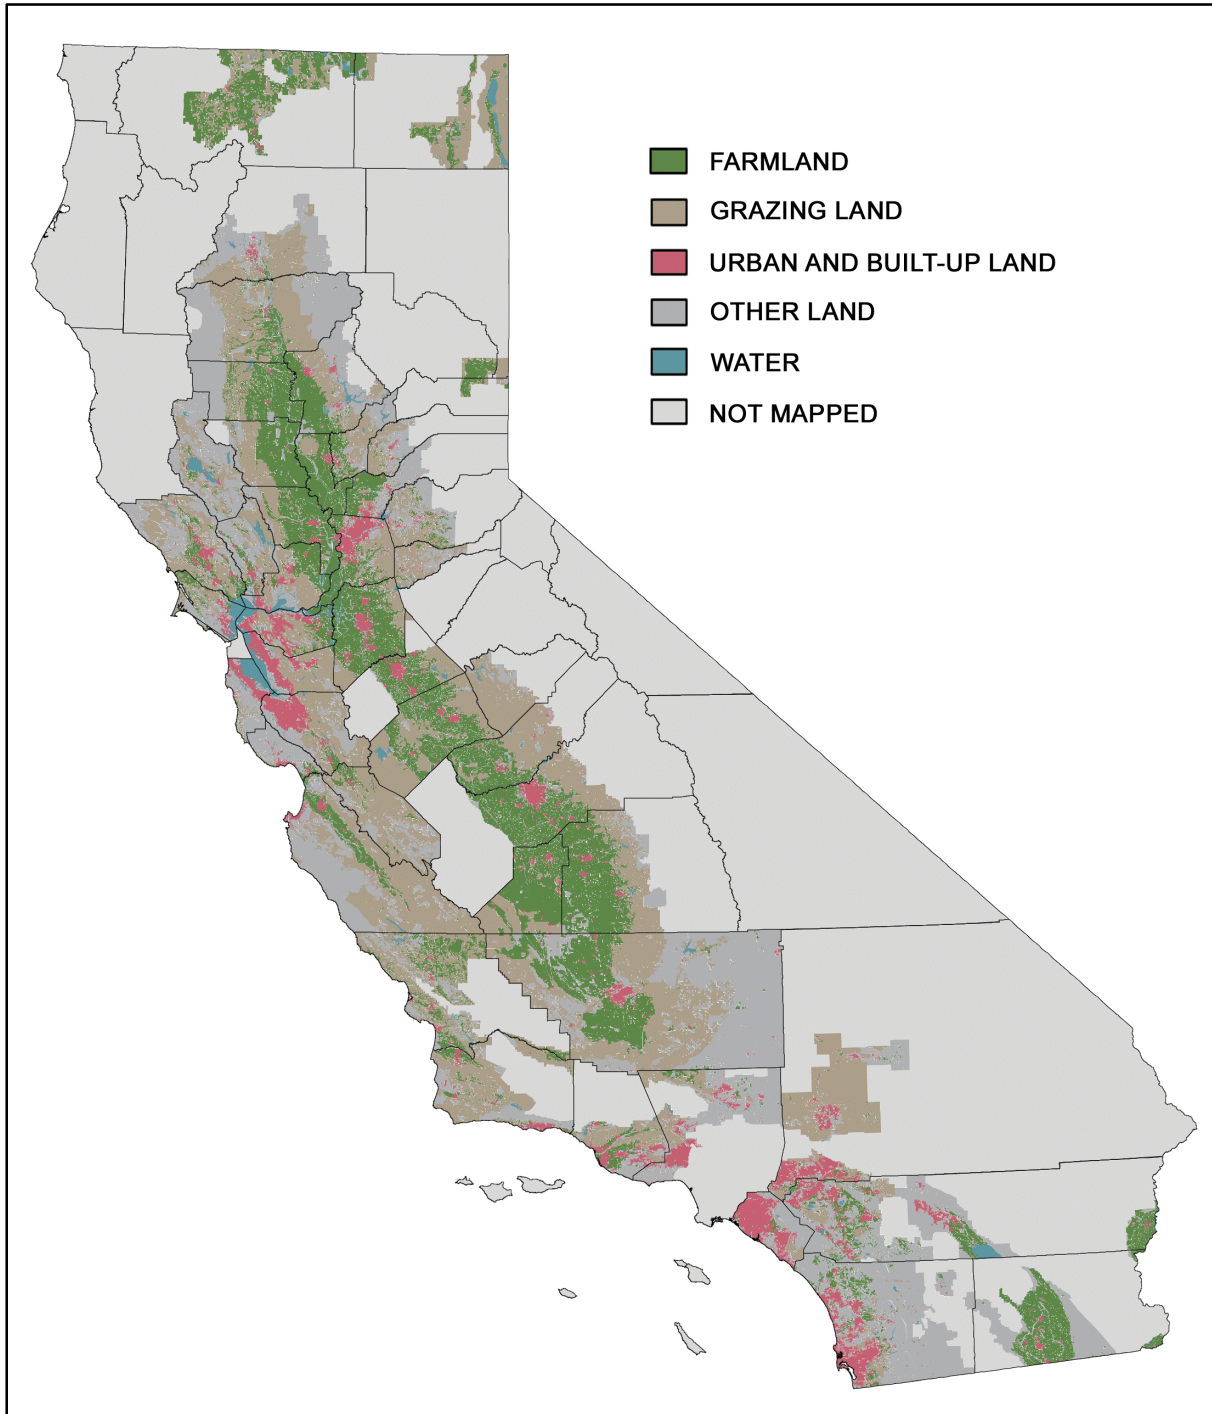 FARMLAND
GRAZING LAND
URBAN AND BUILT-UP LAND
OTHER LAND
WATER
NOT MAPPED